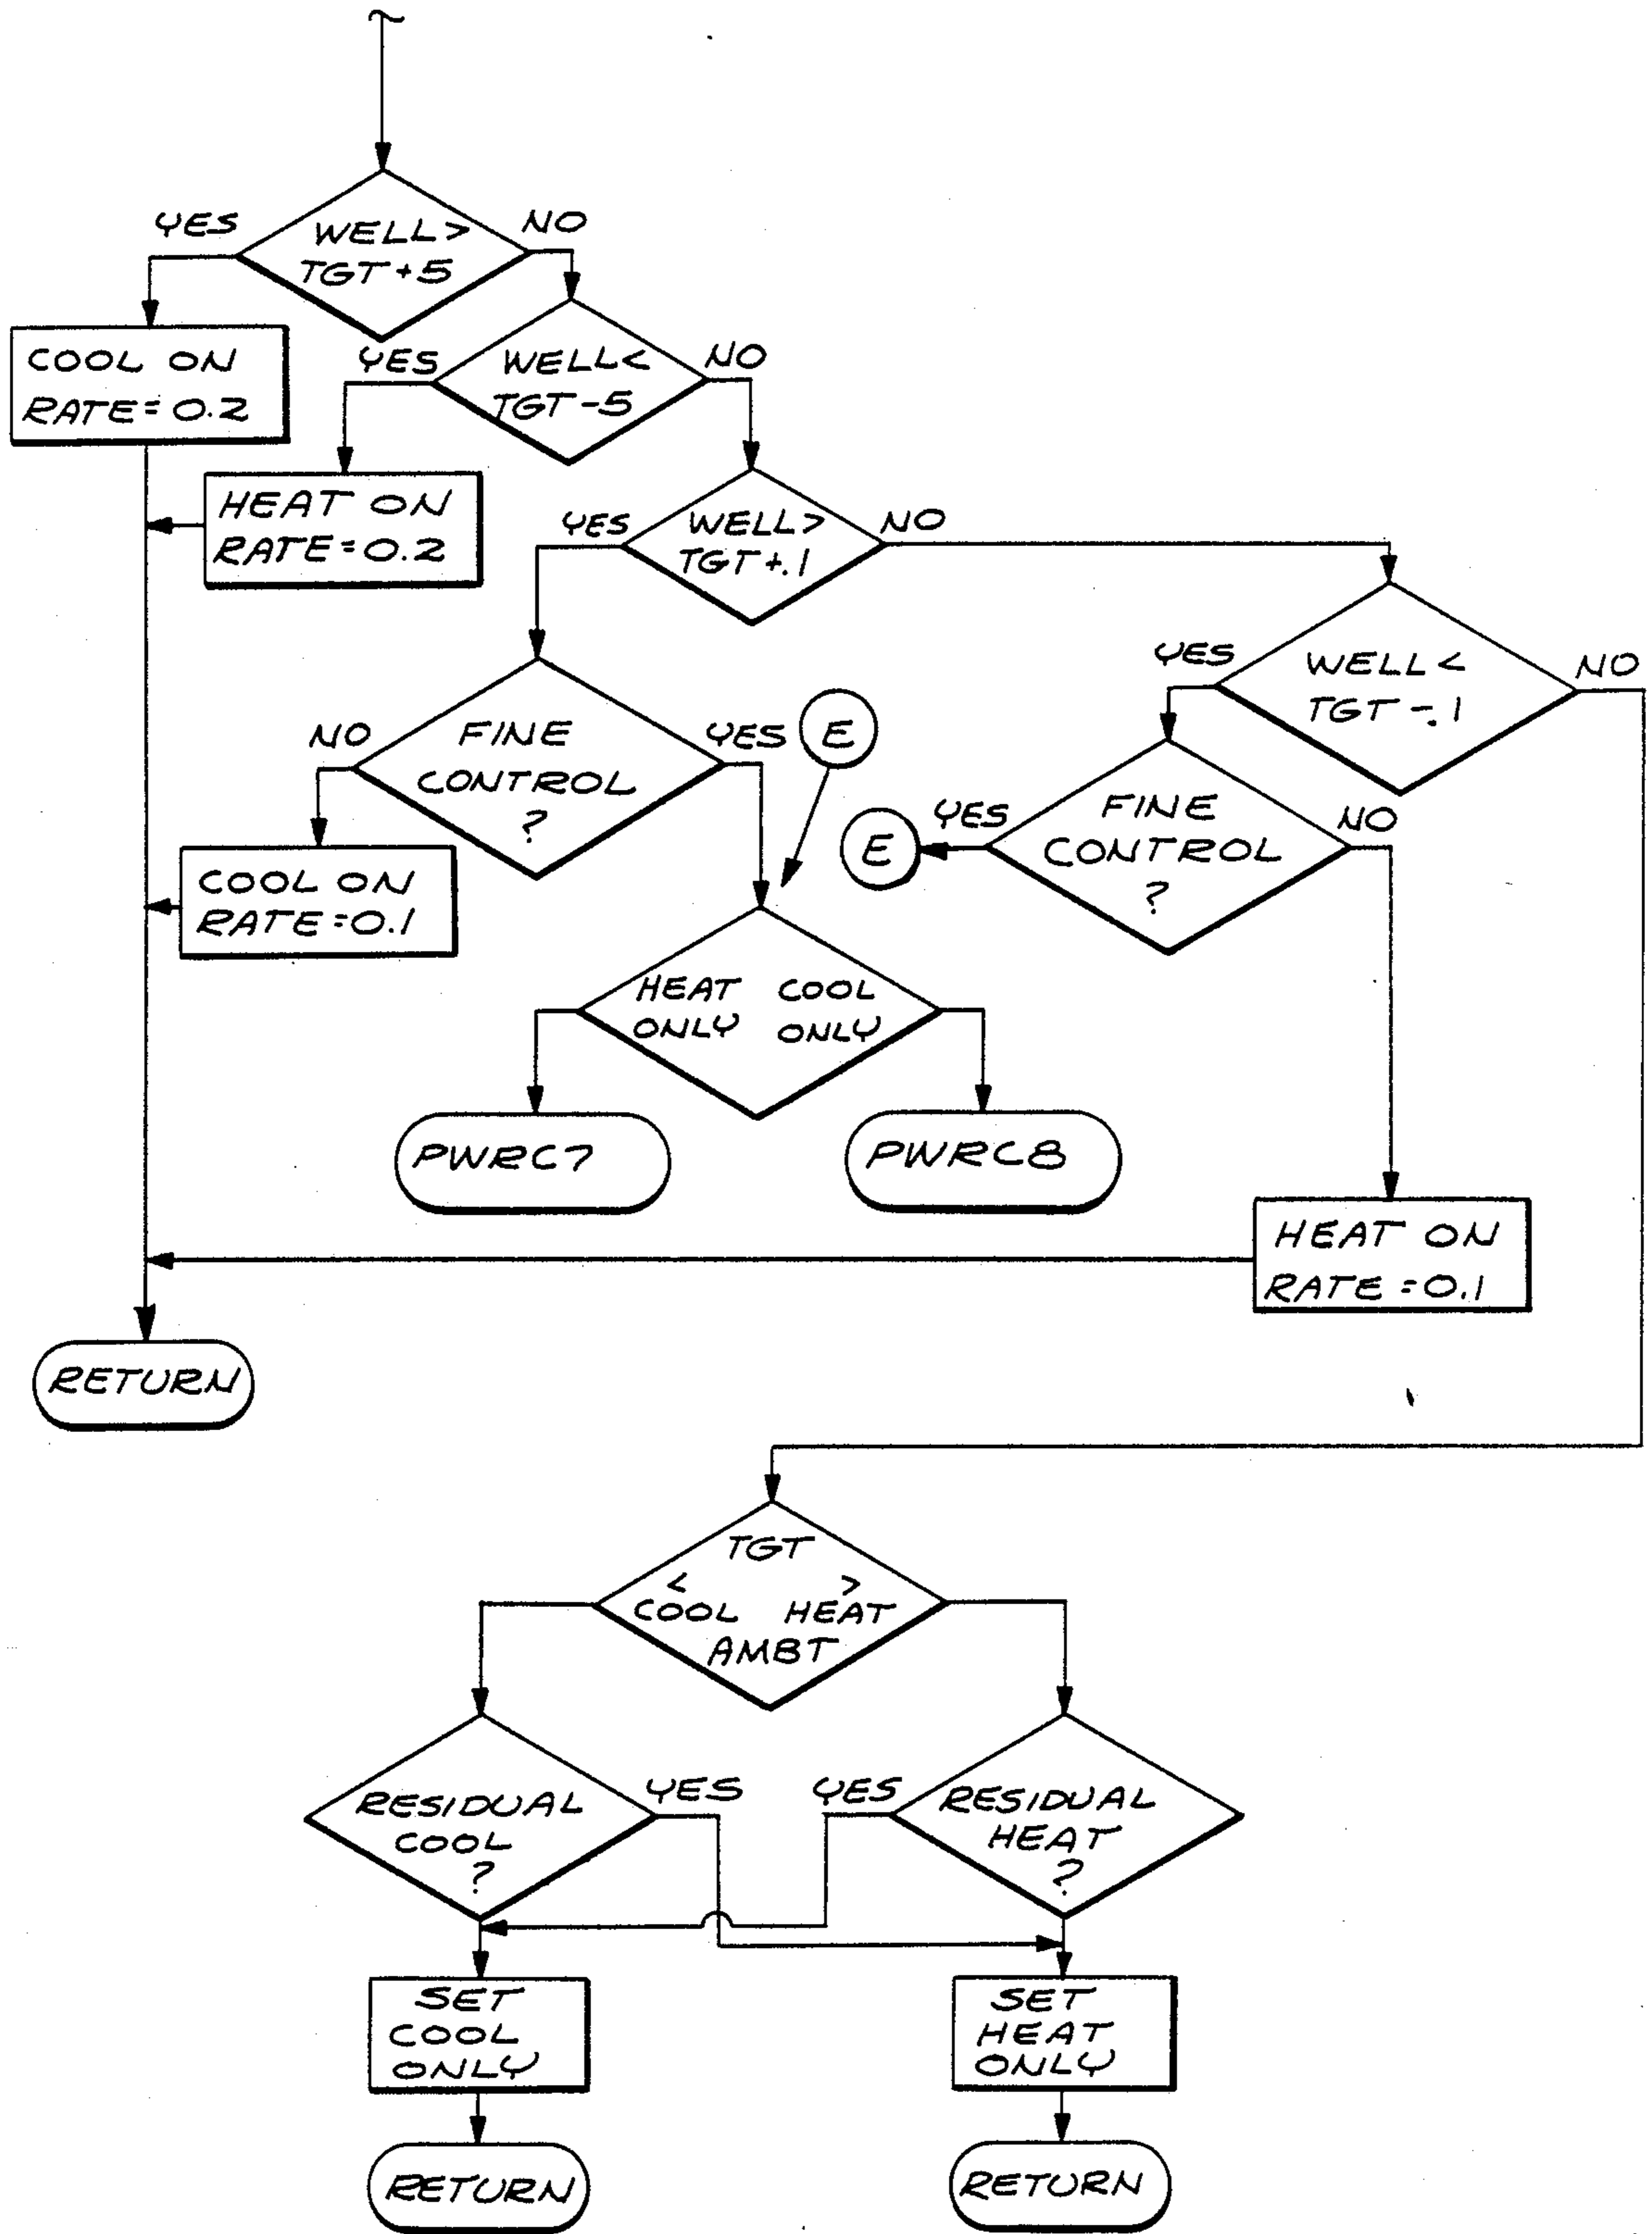 YES
NO
WELL >
TGT + 5
COOL ON
RATE = 0.2
YES
NO
WELL <
TGT - 5
HEAT ON
RATE = 0.2
YES
NO
WELL >
TGT + .1
YES
NO
WELL <
TGT - .1
NO
YES
FINE
CONTROL
?
E
E
YES
NO
FINE
CONTROL
?
COOL ON
RATE = 0.1
HEAT COOL
ONLY ONLY
PWRC7
PWRC8
HEAT ON
RATE = 0.1
RETURN
TGT
< >
COOL HEAT
AMBT
YES
YES
RESIDUAL
COOL
?
RESIDUAL
HEAT
?
SET
COOL
ONLY
SET
HEAT
ONLY
RETURN
RETURN